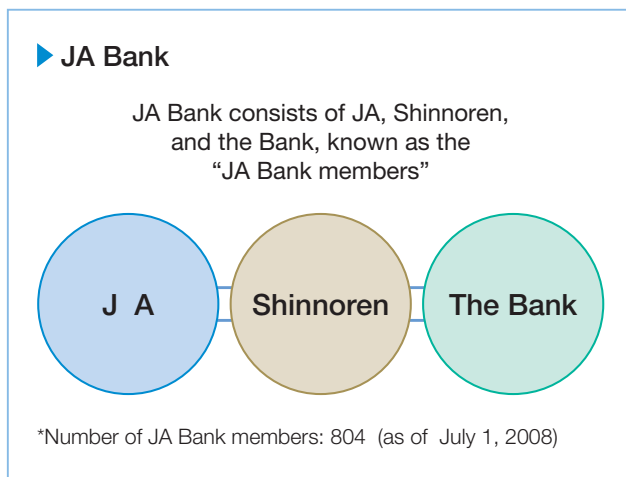 JA Bank
JA Bank consists of JA, Shinnoren,
and the Bank, known as the
“JA Bank members”
J A
Shinnoren
The Bank
*Number of JA Bank members: 804 (as of July 1, 2008)